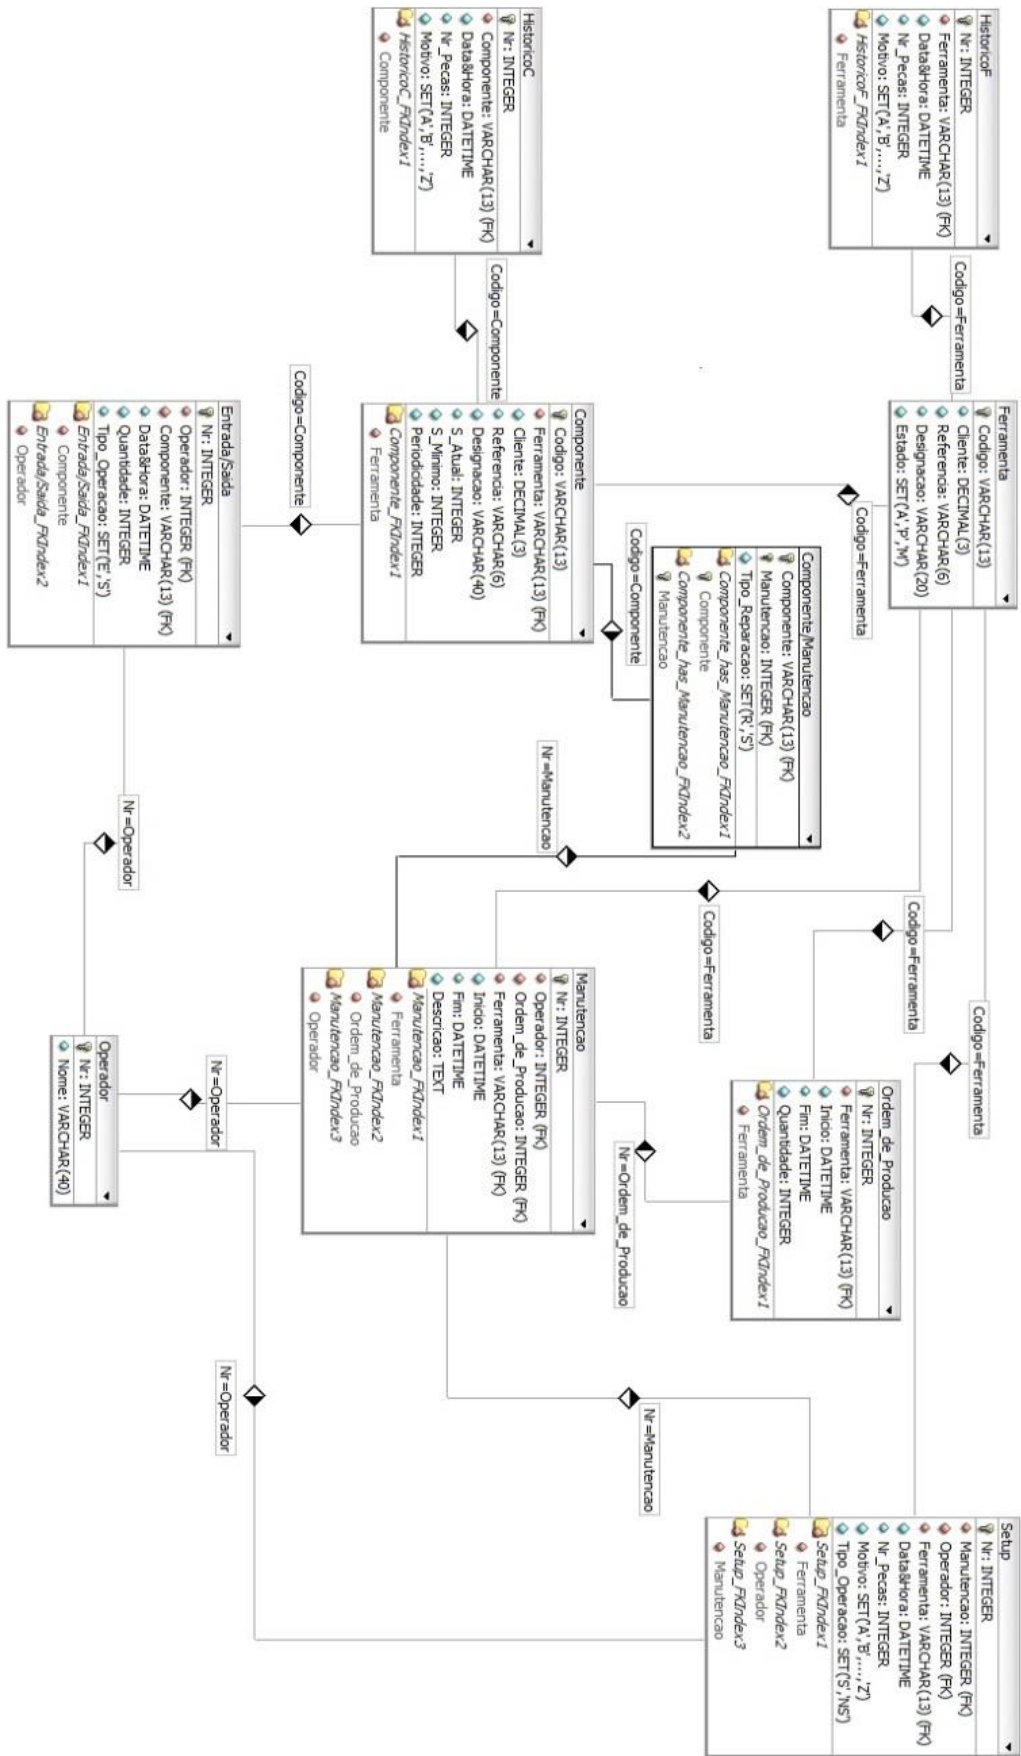 HistoricoF
Nr: INTEGER
Ferramenta: VARCHAR(13) (FK)
Data&Hora: DATETIME
Nr_Pecas: INTEGER
Motivo: SET('A','B',...,'Z')
HistoricoF_FKIndex1
Ferramenta
Codigo=Ferramenta
Ferramenta
Codigo: VARCHAR(13)
Cliente: DECIMAL(3)
Referencia: VARCHAR(6)
Designacao: VARCHAR(20)
Estado: SET('A','P','M')
Codigo=Ferramenta
Codigo=Ferramenta
Codigo=Ferramenta
Codigo=Ferramenta
Setup
Nr: INTEGER
Manutencao: INTEGER (FK)
Operador: INTEGER (FK)
Ferramenta: VARCHAR(13) (FK)
Data&Hora: DATETIME
Nr_Pecas: INTEGER
Motivo: SET('A','B',...,'Z')
Tipo_Operacao: SET('S','NS')
Setup_FKIndex1
Ferramenta
Setup_FKIndex2
Operador
Setup_FKIndex3
Manutencao
Ordem_de_Producao
Nr: INTEGER
Ferramenta: VARCHAR(13) (FK)
Inicio: DATETIME
Fim: DATETIME
Quantidade: INTEGER
Ordem_de_Producao_FKIndex1
Ferramenta
Componente/Manutencao
Componente: VARCHAR(13) (FK)
Manutencao: INTEGER (FK)
Tipo_Reparacao: SET('R','S')
Componente_has_Manutencao_FKIndex1
Componente
Componente_has_Manutencao_FKIndex2
Manutencao
Codigo=Componente
Nr=Manutencao
Nr=Ordem_de_Producao
Nr=Manutencao
HistoricoC
Nr: INTEGER
Componente: VARCHAR(13) (FK)
Data&Hora: DATETIME
Nr_Pecas: INTEGER
Motivo: SET('A','B',...,'Z')
HistoricoC_FKIndex1
Componente
Codigo=Componente
Componente
Codigo: VARCHAR(13)
Ferramenta: VARCHAR(13) (FK)
Cliente: DECIMAL(3)
Referencia: VARCHAR(6)
Designacao: VARCHAR(40)
S_Atual: INTEGER
S_Minimo: INTEGER
Periodicidade: INTEGER
Componente_FKIndex1
Ferramenta
Manutencao
Nr: INTEGER
Operador: INTEGER (FK)
Ordem_de_Producao: INTEGER (FK)
Ferramenta: VARCHAR(13) (FK)
Inicio: DATETIME
Fim: DATETIME
Descricao: TEXT
Manutencao_FKIndex1
Ferramenta
Manutencao_FKIndex2
Ordem_de_Producao
Manutencao_FKIndex3
Operador
Codigo=Componente
Entrada/Saida
Nr: INTEGER
Operador: INTEGER (FK)
Componente: VARCHAR(13) (FK)
Data&Hora: DATETIME
Quantidade: INTEGER
Tipo_Operacao: SET('E','S')
Entrada/Saida_FKIndex1
Componente
Entrada/Saida_FKIndex2
Operador
Nr=Operador
Nr=Operador
Nr=Operador
Operador
Nr: INTEGER
Nome: VARCHAR(40)